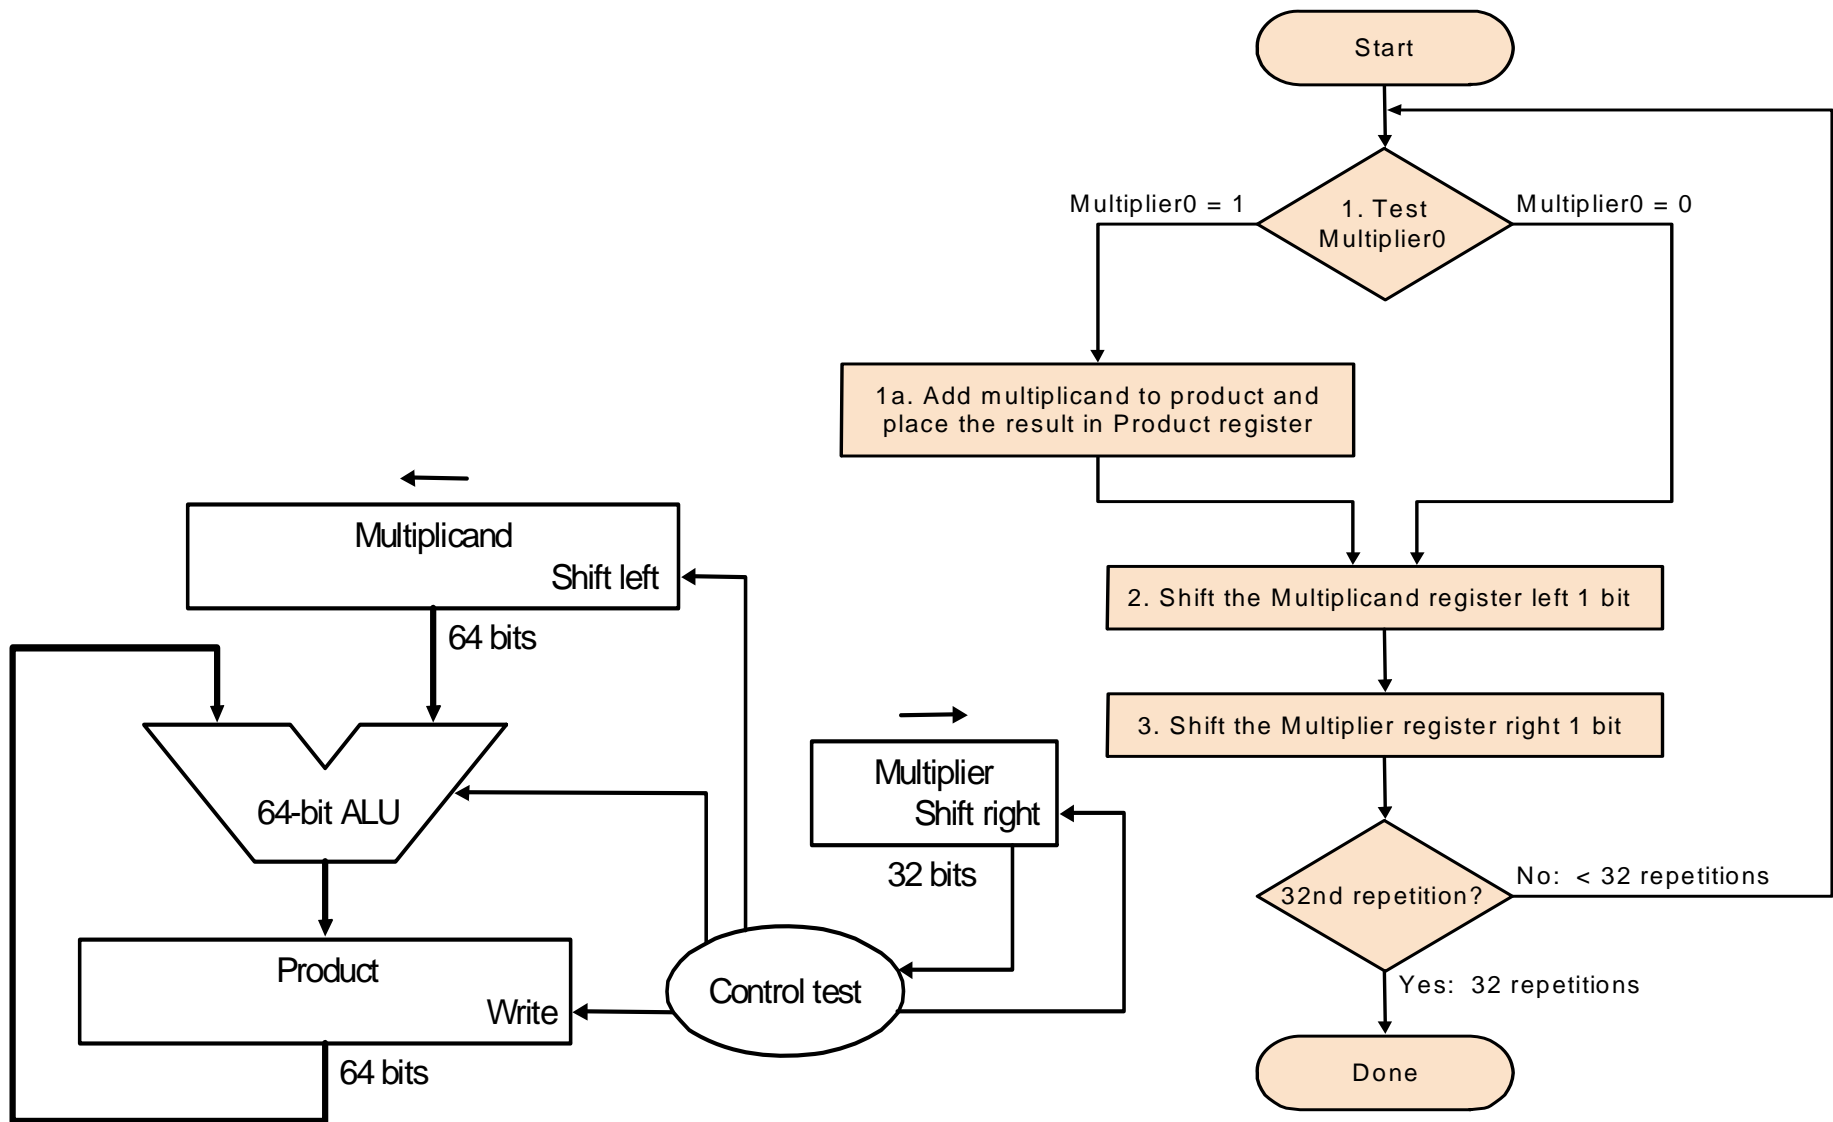 Start
Multiplier0 = 1
1. Test
Multiplier0
Multiplier0 = 0
1a. Add multiplicand to product and
place the result in Product register
2. Shift the Multiplicand register left 1 bit
3. Shift the Multiplier register right 1 bit
32nd repetition?
No: < 32 repetitions
Yes: 32 repetitions
Done
Multiplicand
Shift left
64 bits
64-bit ALU
Multiplier
Shift right
32 bits
Product
Write
64 bits
Control test